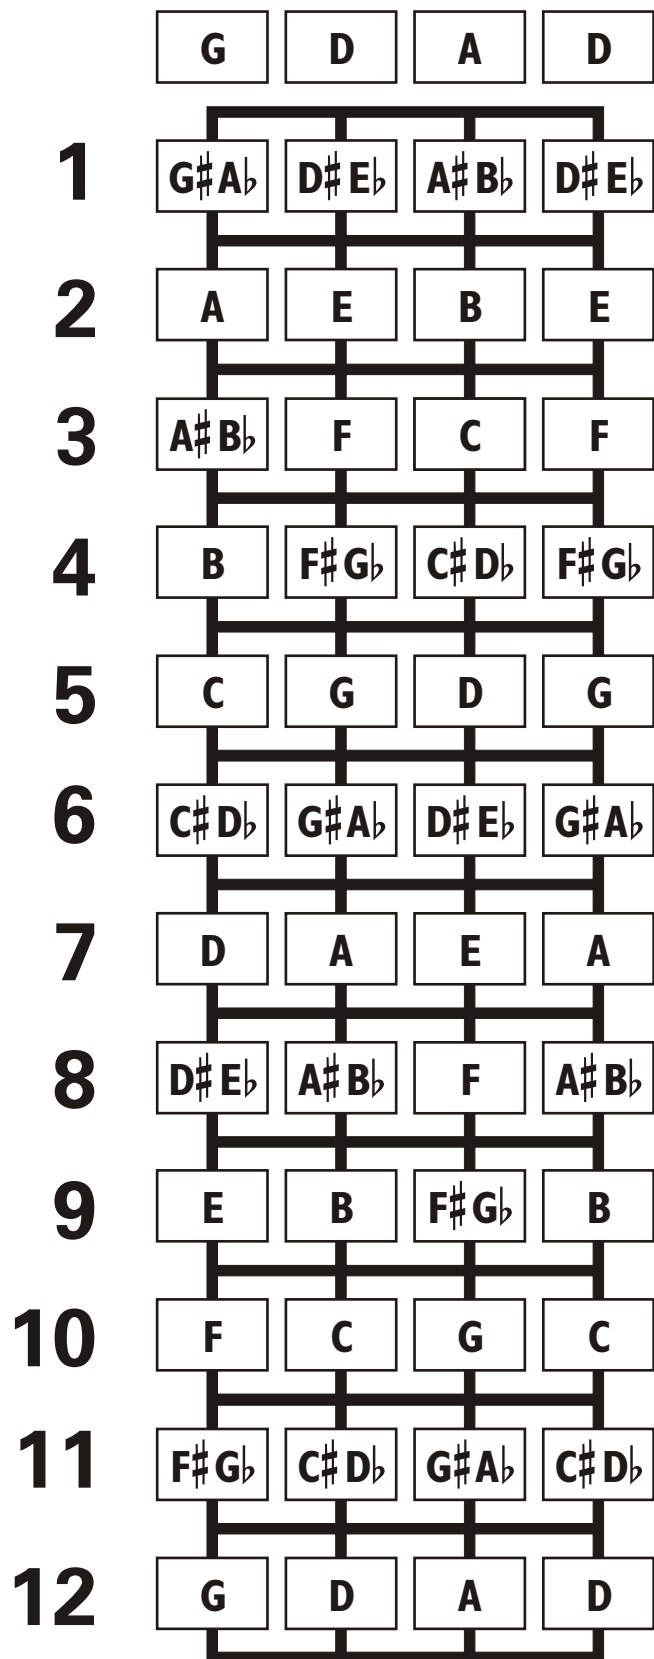 G D A D
1 G♯A♭ D♯E♭ A♯B♭ D♯E♭
2 A E B E
3 A♯B♭ F C F
4 B F♯G♭ C♯D♭ F♯G♭
5 C G D G
6 C♯D♭ G♯A♭ D♯E♭ G♯A♭
7 D A E A
8 D♯E♭ A♯B♭ F A♯B♭
9 E B F♯G♭ B
10 F C G C
11 F♯G♭ C♯D♭ G♯A♭ C♯D♭
12 G D A D